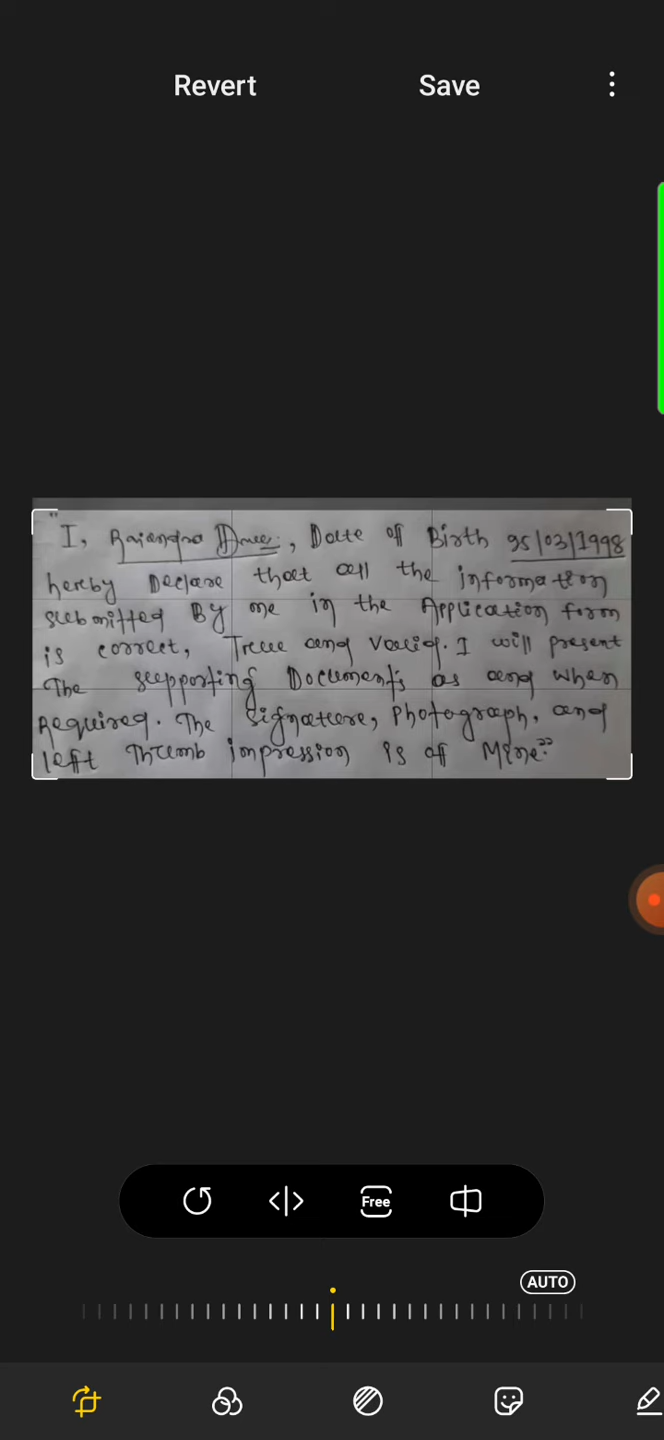 Revert Save
"I, Rajendra, Date of Birth /03/1998
hereby Declare that all the information
submitted By me in the Application form
is correct, True and Valid. I will present
The supporting Documents as and when
Required. The signature, Photograph, and
left Thumb impression is of Mine."
Free
AUTO